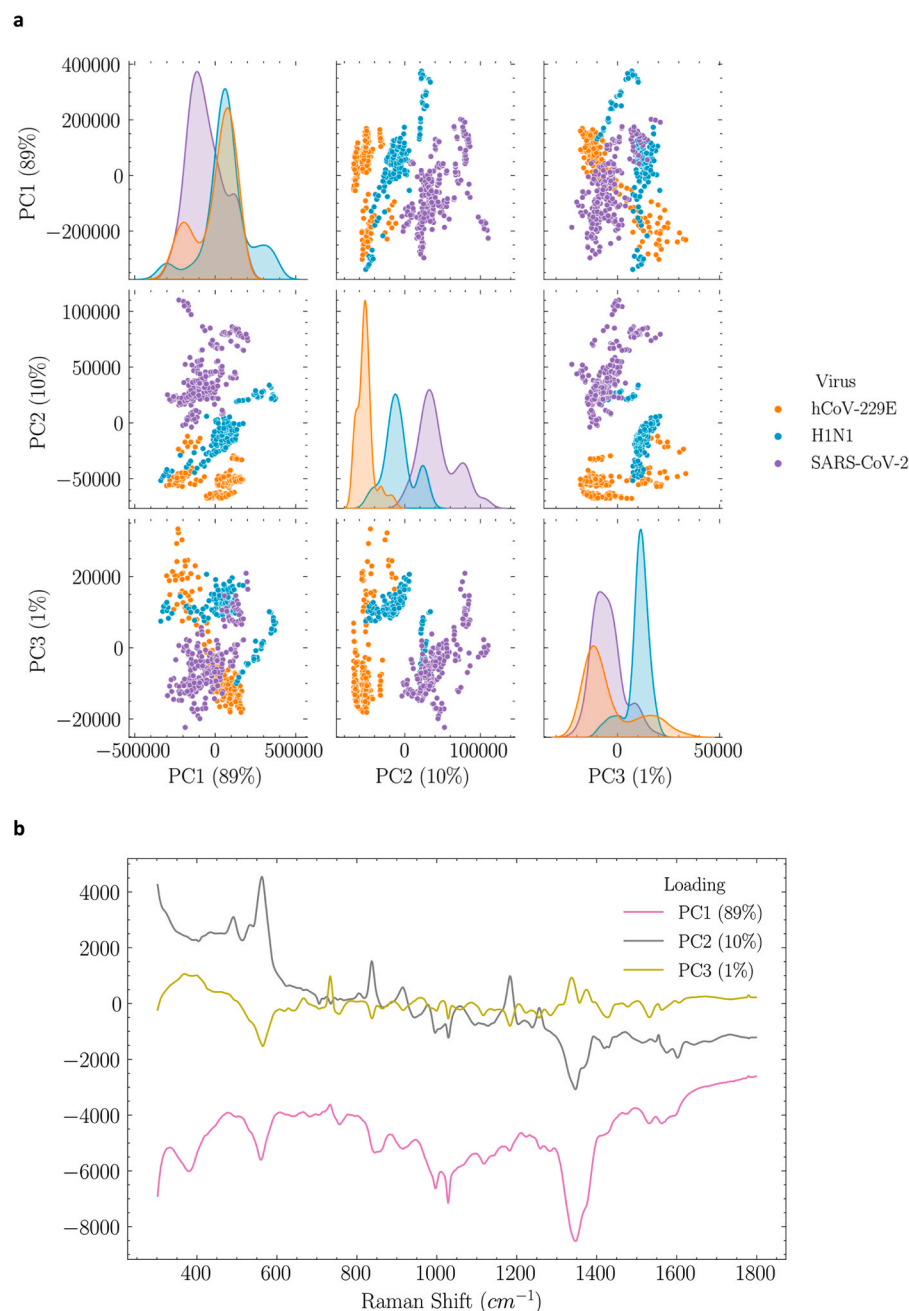 a
400000
200000
0
−200000
PC1 (89%)
100000
50000
0
−50000
PC2 (10%)
20000
0
−20000
PC3 (1%)
−500000 0 500000
PC1 (89%)
0 100000
PC2 (10%)
0 50000
PC3 (1%)
Virus
hCoV-229E
H1N1
SARS-CoV-2
b
4000
2000
0
−2000
−4000
−6000
−8000
Loading
PC1 (89%)
PC2 (10%)
PC3 (1%)
400 600 800 1000 1200 1400 1600 1800
Raman Shift (cm⁻¹)